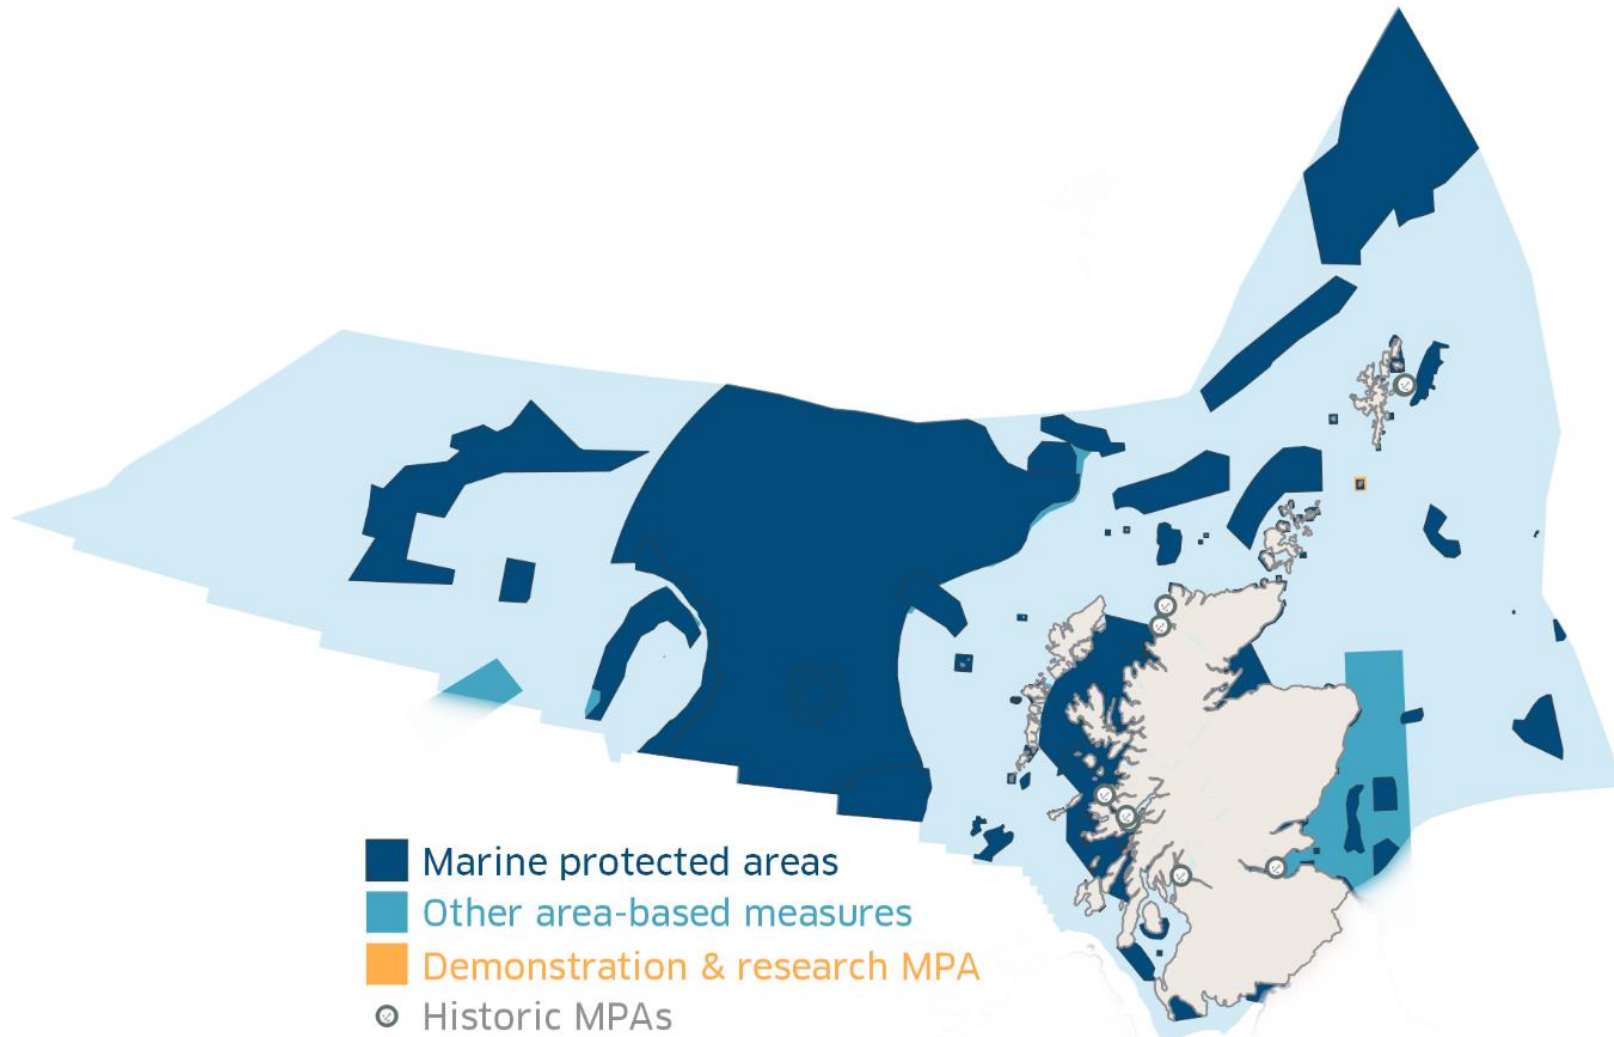 Marine protected areas
Other area-based measures
Demonstration & research MPA
Historic MPAs